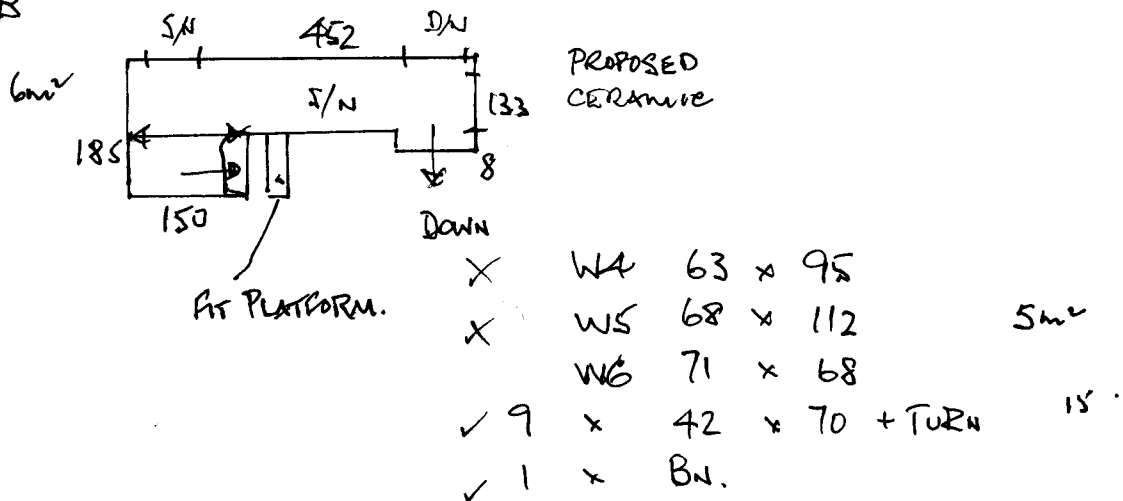 S/N 452 D/N
6m²
PROPOSED
CERAMIC
S/N
133
185
8
150
DOWN
FIT PLATFORM.
X W4 63 x 95
X W5 68 x 112 5m²
W6 71 x 68
✓ 9 x 42 x 70 + TURN 15
✓ 1 x BN.